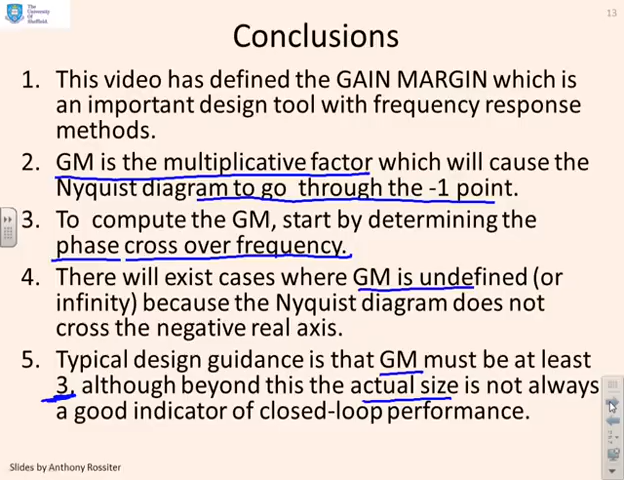 The
University
Of
Sheffield.
13
Conclusions
1. This video has defined the GAIN MARGIN which is
an important design tool with frequency response
methods.
2. GM is the multiplicative factor which will cause the
Nyquist diagram to go through the -1 point.
3. To compute the GM, start by determining the
phase cross over frequency.
4. There will exist cases where GM is undefined (or
infinity) because the Nyquist diagram does not
cross the negative real axis.
5. Typical design guidance is that GM must be at least
3, although beyond this the actual size is not always
a good indicator of closed-loop performance.
Slides by Anthony Rossiter